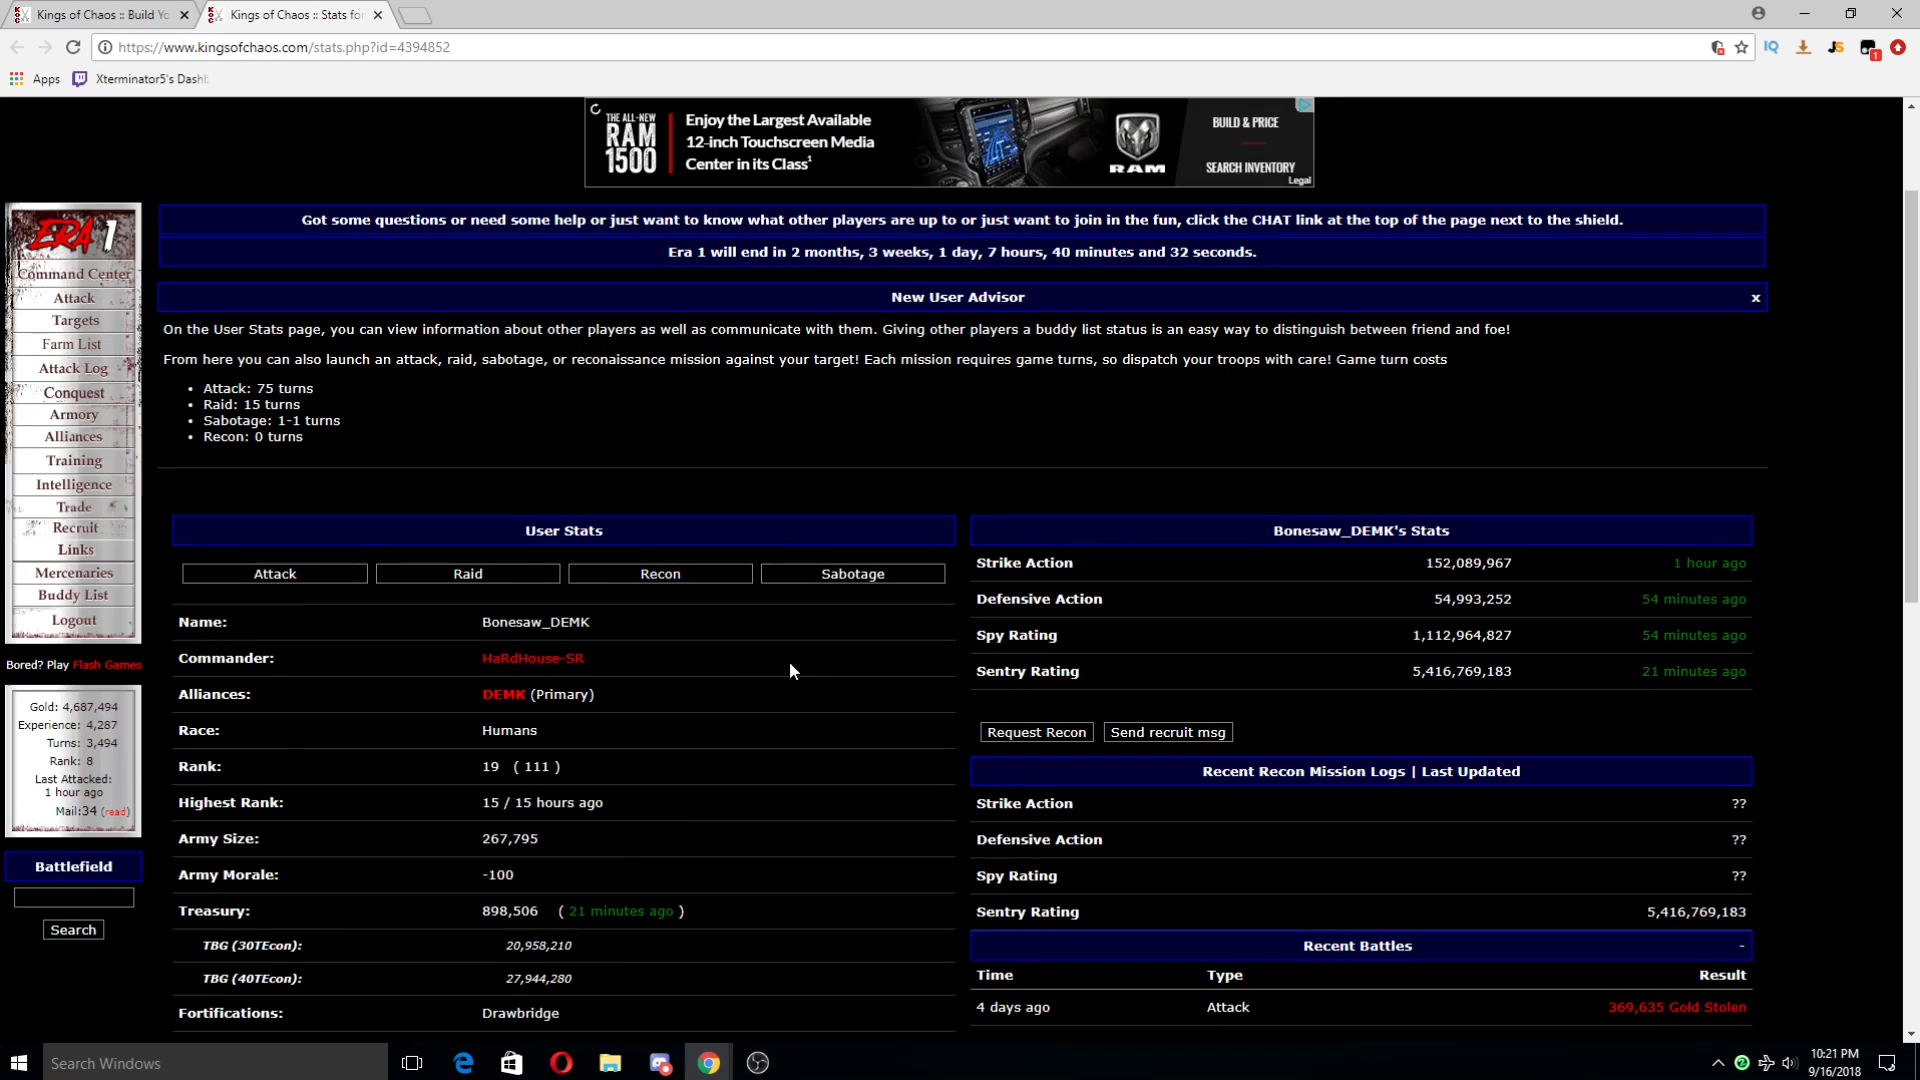 Kings of Chaos :: Build Yo
Kings of Chaos :: Stats fo
https://www.kingsofchaos.com/stats.php?id=4394852
IQ
JS
1
Apps
Xterminator5's Dashb
THE ALL-NEW
RAM
1500
Enjoy the Largest Available
12-inch Touchscreen Media
Center in its Class1
RAM
BUILD & PRICE
SEARCH INVENTORY
Legal
ERA 1
Command Center
Attack
Targets
Farm List
Attack Log
Conquest
Armory
Alliances
Training
Intelligence
Trade
Recruit
Links
Mercenaries
Buddy List
Logout
Bored? Play Flash Games
Gold: 4,687,494
Experience: 4,287
Turns: 3,494
Rank: 8
Last Attacked:
1 hour ago
Mail:34 (read)
Battlefield
Search
Got some questions or need some help or just want to know what other players are up to or just want to join in the fun, click the CHAT link at the top of the page next to the shield.
Era 1 will end in 2 months, 3 weeks, 1 day, 7 hours, 40 minutes and 32 seconds.
New User Advisor x
On the User Stats page, you can view information about other players as well as communicate with them. Giving other players a buddy list status is an easy way to distinguish between friend and foe!
From here you can also launch an attack, raid, sabotage, or reconaissance mission against your target! Each mission requires game turns, so dispatch your troops with care! Game turn costs
• Attack: 75 turns
• Raid: 15 turns
• Sabotage: 1-1 turns
• Recon: 0 turns
User Stats
Attack Raid Recon Sabotage
Name: Bonesaw_DEMK
Commander: HaRdHouse-SR
Alliances: DEMK (Primary)
Race: Humans
Rank: 19 ( 111 )
Highest Rank: 15 / 15 hours ago
Army Size: 267,795
Army Morale: -100
Treasury: 898,506 ( 21 minutes ago )
TBG (30TEcon): 20,958,210
TBG (40TEcon): 27,944,280
Fortifications: Drawbridge
Bonesaw_DEMK's Stats
Strike Action 152,089,967 1 hour ago
Defensive Action 54,993,252 54 minutes ago
Spy Rating 1,112,964,827 54 minutes ago
Sentry Rating 5,416,769,183 21 minutes ago
Request Recon Send recruit msg
Recent Recon Mission Logs | Last Updated
Strike Action ??
Defensive Action ??
Spy Rating ??
Sentry Rating 5,416,769,183
Recent Battles -
Time Type Result
4 days ago Attack 369,635 Gold Stolen
Search Windows
10:21 PM
9/16/2018